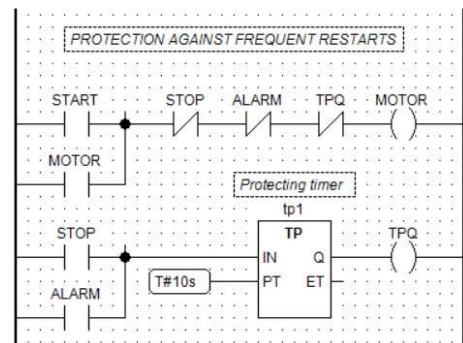 PROTECTION AGAINST FREQUENT RESTARTS
START STOP ALARM TPQ MOTOR
MOTOR
Protecting timer
tp1
STOP TP TPQ
IN Q
T#10s PT ET
ALARM